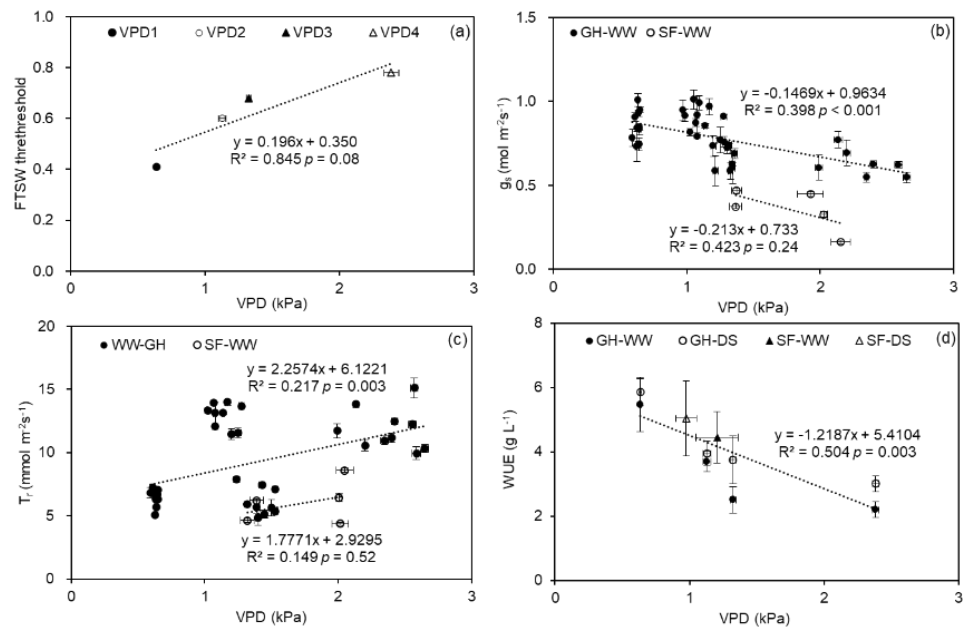 1.0
0.8
0.6
0.4
0.2
0.0
FTSW threthreshold
VPD1 VPD2 VPD3 VPD4 (a)
y = 0.196x + 0.350
R² = 0.845 p = 0.08
0 1 2 3
VPD (kPa)
1.5
1.0
0.5
0.0
gs (mol m-2s-1)
GH-WW SF-WW (b)
y = -0.1469x + 0.9634
R² = 0.398 p < 0.001
y = -0.213x + 0.733
R² = 0.423 p = 0.24
0 1 2 3
VPD (kPa)
20
15
10
5
0
Tr (mmol m-2s-1)
WW-GH SF-WW (c)
y = 2.2574x + 6.1221
R² = 0.217 p = 0.003
y = 1.7771x + 2.9295
R² = 0.149 p = 0.52
0 1 2 3
VPD (kPa)
8
6
4
2
0
WUE (g L-1)
GH-WW GH-DS SF-WW SF-DS (d)
y = -1.2187x + 5.4104
R² = 0.504 p = 0.003
0 1 2 3
VPD (kPa)